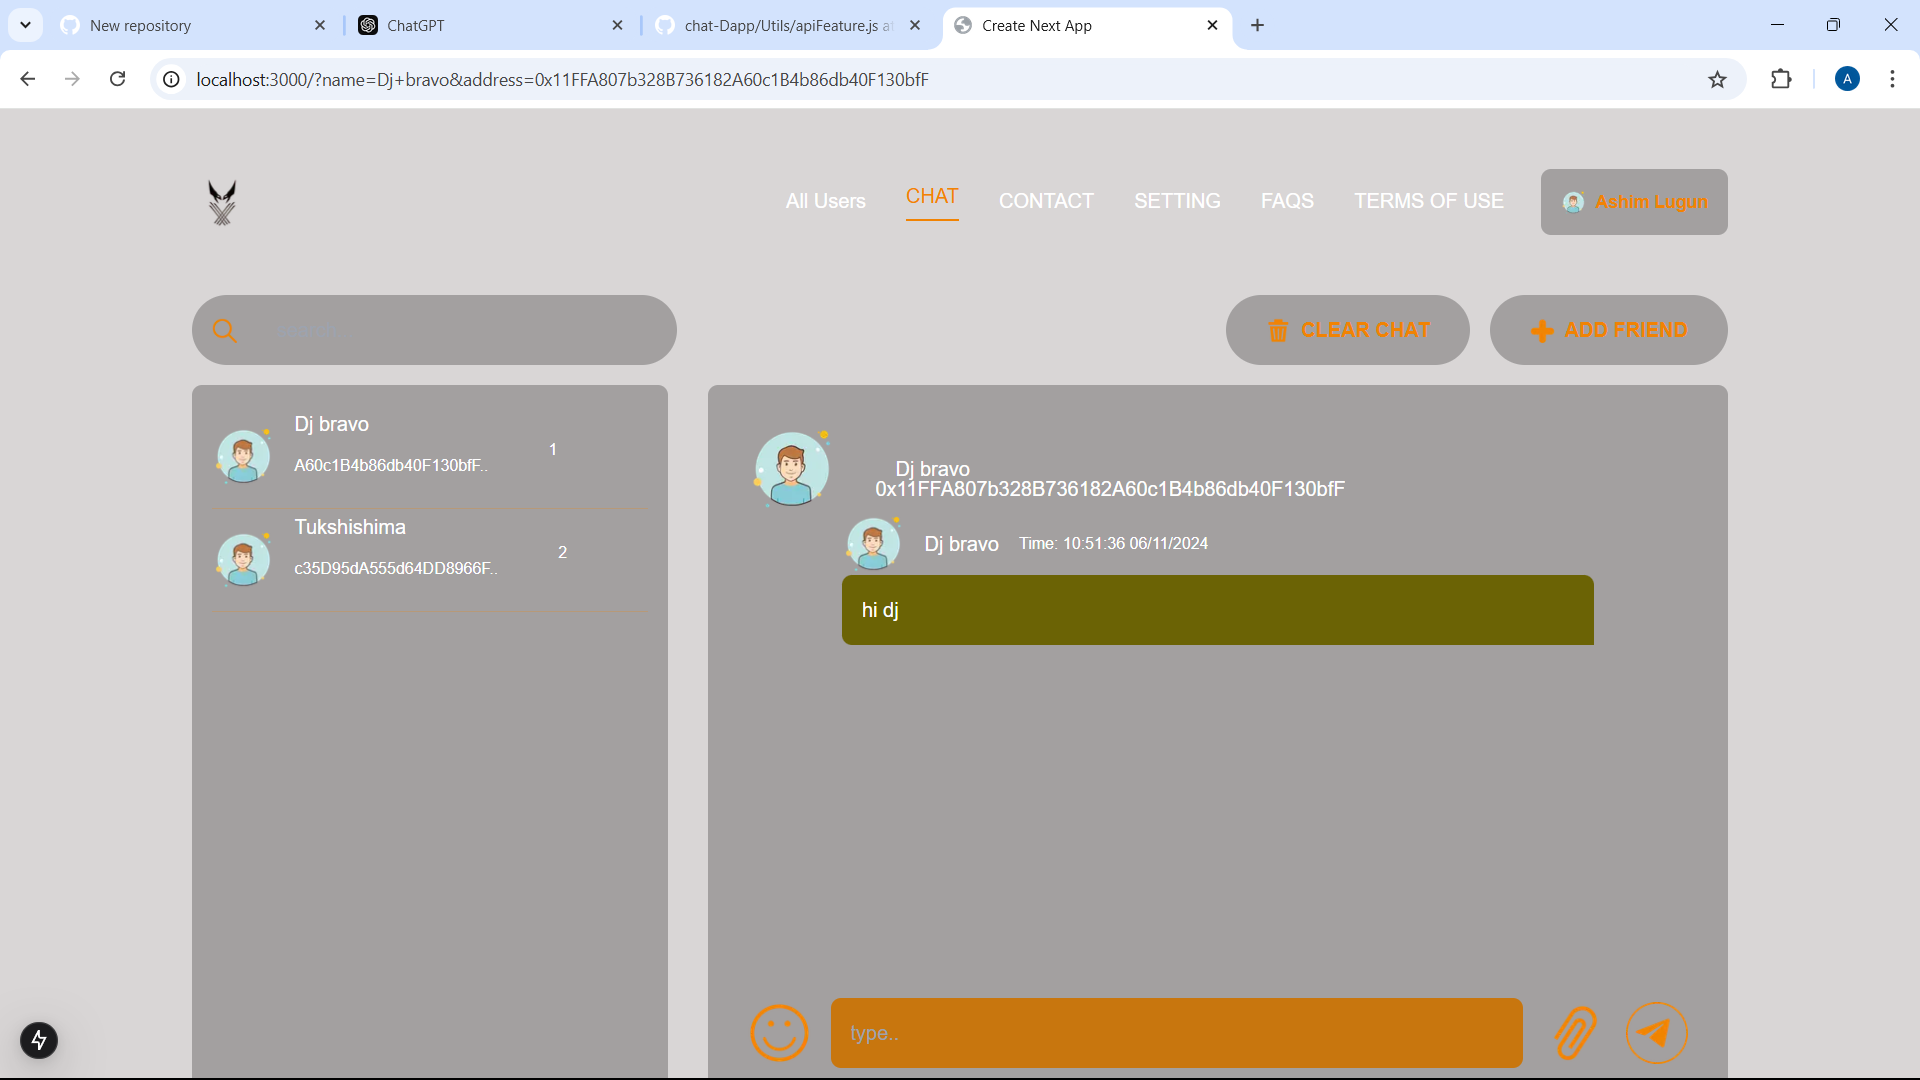 New repository
ChatGPT
chat-Dapp/Utils/apiFeature.js at
Create Next App
localhost:3000/?name=Dj+bravo&address=0x11FFA807b328B736182A60c1B4b86db40F130bfF
A
All Users
CHAT
CONTACT
SETTING
FAQS
TERMS OF USE
Ashim Lugun
CLEAR CHAT
ADD FRIEND
Dj bravo
A60c1B4b86db40F130bfF..
1
Tukshishima
c35D95dA555d64DD8966F..
2
Dj bravo
0x11FFA807b328B736182A60c1B4b86db40F130bfF
Dj bravo Time: 10:51:36 06/11/2024
hi dj
type..